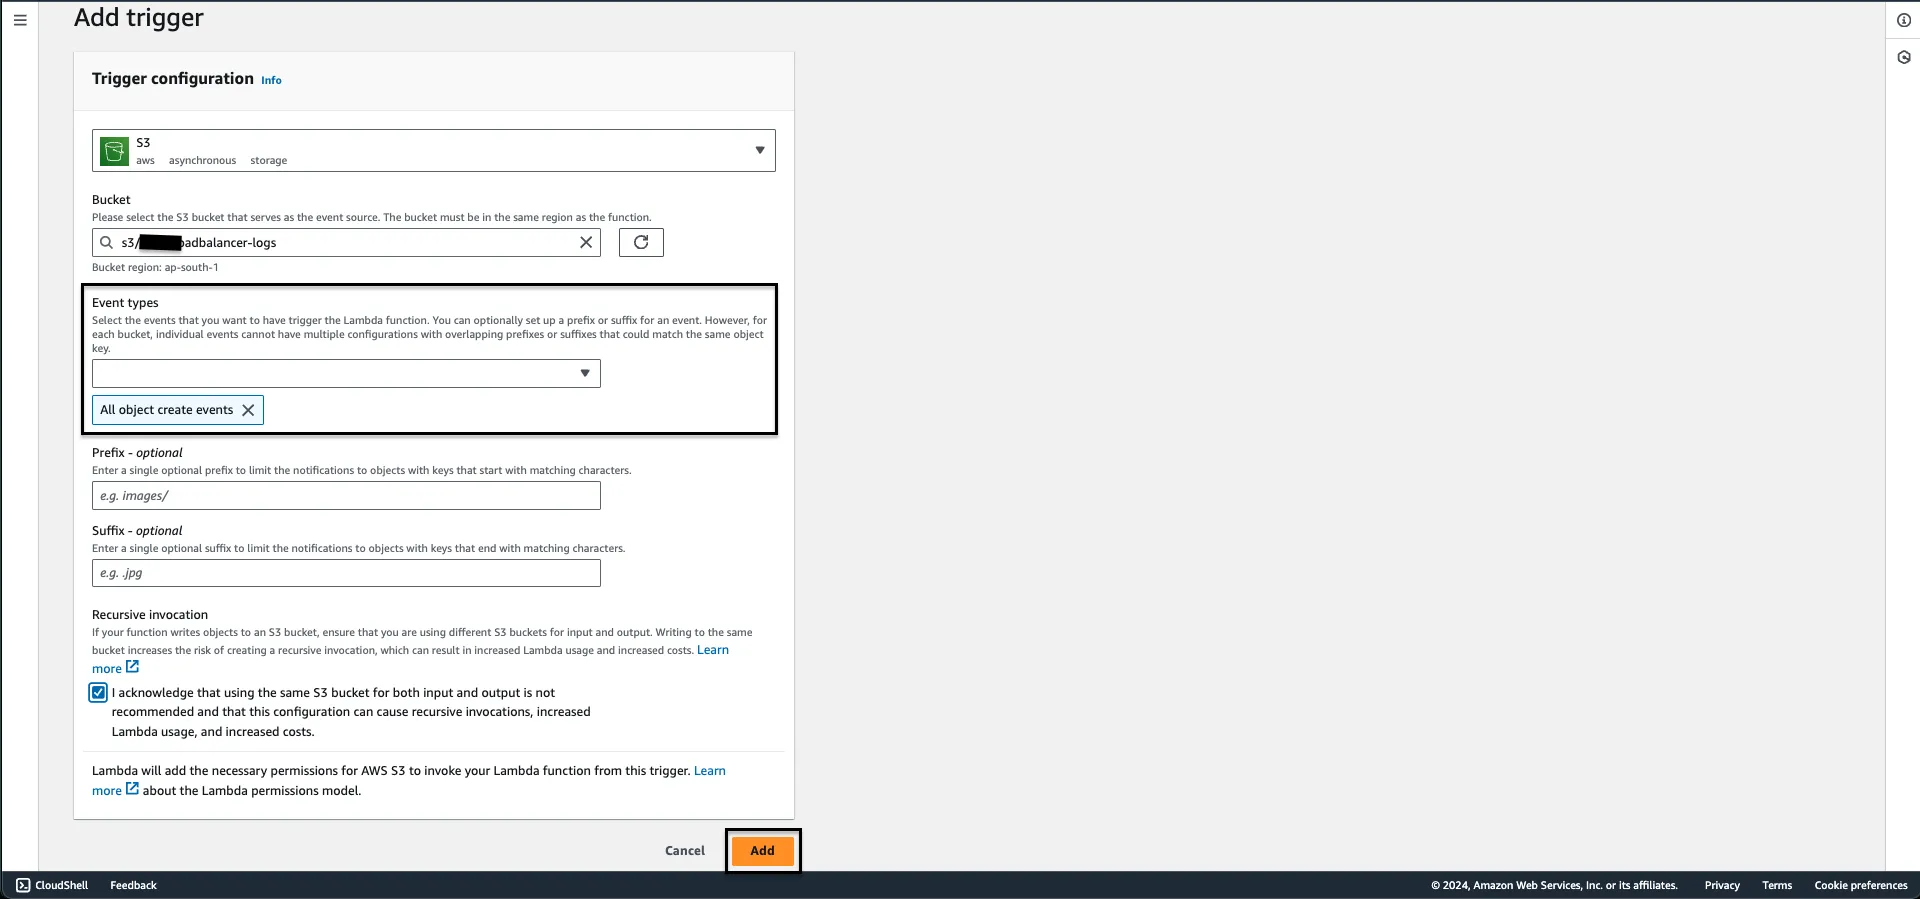 Add trigger
Trigger configuration Info
S3
aws asynchronous storage
Bucket
Please select the S3 bucket that serves as the event source. The bucket must be in the same region as the function.
s3/ adbalancer-logs
Bucket region: ap-south-1
Event types
Select the events that you want to have trigger the Lambda function. You can optionally set up a prefix or suffix for an event. However, for
each bucket, individual events cannot have multiple configurations with overlapping prefixes or suffixes that could match the same object
key.
All object create events
Prefix - optional
Enter a single optional prefix to limit the notifications to objects with keys that start with matching characters.
e.g. images/
Suffix - optional
Enter a single optional suffix to limit the notifications to objects with keys that end with matching characters.
e.g. .jpg
Recursive invocation
If your function writes objects to an S3 bucket, ensure that you are using different S3 buckets for input and output. Writing to the same
bucket increases the risk of creating a recursive invocation, which can result in increased Lambda usage and increased costs. Learn
more
I acknowledge that using the same S3 bucket for both input and output is not
recommended and that this configuration can cause recursive invocations, increased
Lambda usage, and increased costs.
Lambda will add the necessary permissions for AWS S3 to invoke your Lambda function from this trigger. Learn
more about the Lambda permissions model.
Cancel Add
CloudShell Feedback © 2024, Amazon Web Services, Inc. or its affiliates. Privacy Terms Cookie preferences